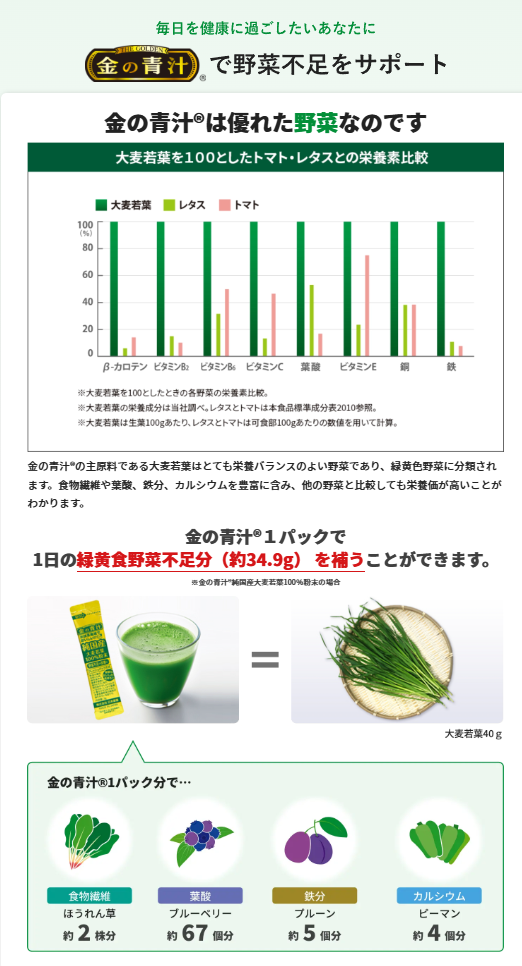 毎日を健康に過ごしたいあなたに
THE GOLDEN
金の青汁® で野菜不足をサポート
金の青汁®は優れた野菜なのです
大麦若葉を100としたトマト・レタスとの栄養素比較
大麦若葉 レタス トマト
100
(%)
80
60
40
20
0
β-カロテン ビタミンB2 ビタミンB6 ビタミンC 葉酸 ビタミンE 銅 鉄
※大麦若葉を100としたときの各野菜の栄養素比較。
※大麦若葉の栄養成分は当社調べ。レタスとトマトは本食品標準成分表2010参照。
※大麦若葉は生葉100gあたり、レタスとトマトは可食部100gあたりの数値を用いて計算。
金の青汁®の主原料である大麦若葉はとても栄養バランスのよい野菜であり、緑黄色野菜に分類され
ます。食物繊維や葉酸、鉄分、カルシウムを豊富に含み、他の野菜と比較しても栄養価が高いことが
わかります。
金の青汁®１パックで
1日の緑黄食野菜不足分（約34.9g）を補うことができます。
※金の青汁®純国産大麦若葉100％粉末の場合
金の青汁
純国産
大麦若葉
100%粉末
=
大麦若葉40ｇ
金の青汁®1パック分で…
食物繊維 葉酸 鉄分 カルシウム
ほうれん草 ブルーベリー プルーン ピーマン
約 2 株分 約 67 個分 約 5 個分 約 4 個分